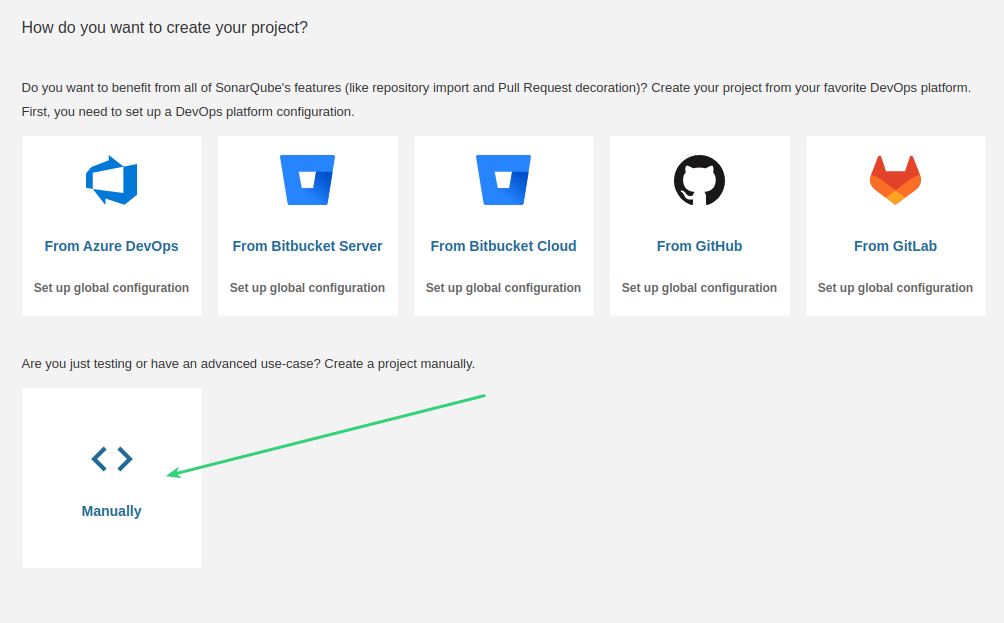 How do you want to create your project?
Do you want to benefit from all of SonarQube's features (like repository import and Pull Request decoration)? Create your project from your favorite DevOps platform.
First, you need to set up a DevOps platform configuration.
From Azure DevOps
Set up global configuration
From Bitbucket Server
Set up global configuration
From Bitbucket Cloud
Set up global configuration
From GitHub
Set up global configuration
From GitLab
Set up global configuration
Are you just testing or have an advanced use-case? Create a project manually.
Manually